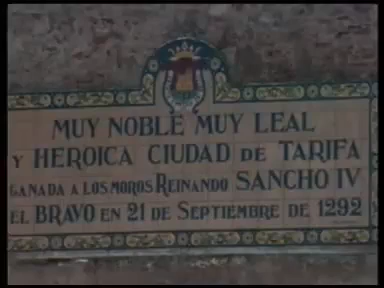 MUY NOBLE MUY LEAL
Y HEROICA CIUDAD DE TARIFA
GANADA A LOS MOROS REINANDO SANCHO IV
EL BRAVO EN 21 DE SEPTIEMBRE DE 1292